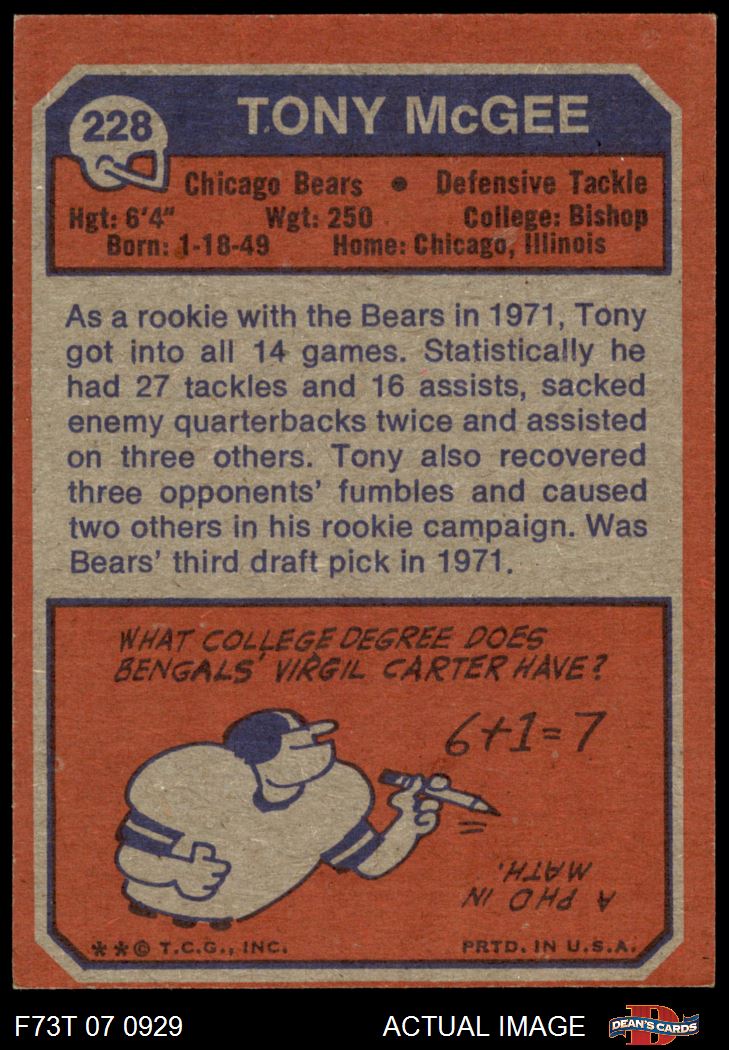 228
TONY McGEE
Chicago Bears • Defensive Tackle
Hgt: 6'4" Wgt: 250 College: Bishop
Born: 1-18-49 Home: Chicago, Illinois
As a rookie with the Bears in 1971, Tony
got into all 14 games. Statistically he
had 27 tackles and 16 assists, sacked
enemy quarterbacks twice and assisted
on three others. Tony also recovered
three opponents' fumbles and caused
two others in his rookie campaign. Was
Bears' third draft pick in 1971.
WHAT COLLEGE DEGREE DOES
BENGALS' VIRGIL CARTER HAVE?
6+1=7
A PHD IN
MATH.
**© T.C.G., INC. PRTD. IN U.S.A.
F73T 07 0929 ACTUAL IMAGE DEAN'S CARDS